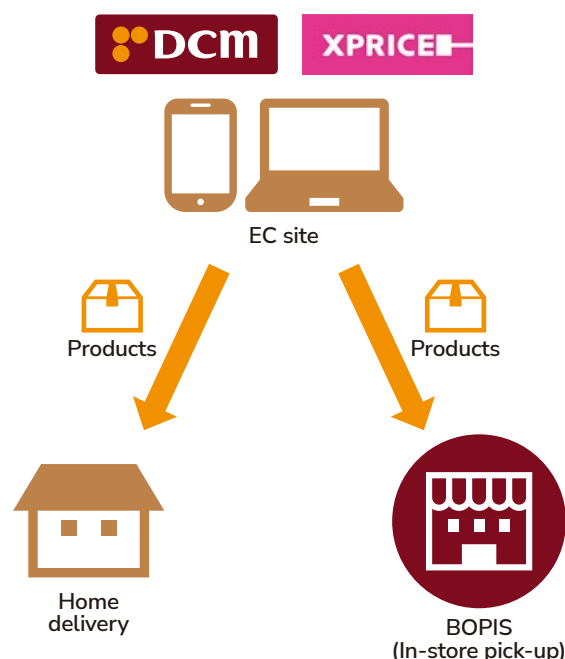 DCM
XPRICE
EC site
Products
Products
Home
delivery
BOPIS
(In-store pick-up)